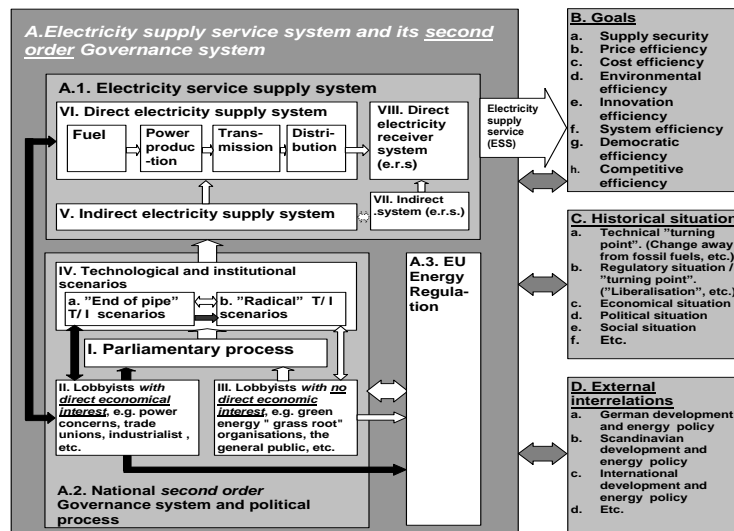 A.Electricity supply service system and its second
order Governance system
A.1. Electricity service supply system
VI. Direct electricity supply system
Fuel
Power
produc
-tion
Trans-
mission
Distri-
bution
VIII. Direct
electricity
receiver
system
(e.r.s)
V. Indirect electricity supply system
VII. Indirect
.system (e.r.s.)
Electricity
supply
service
(ESS)
IV. Technological and institutional
scenarios
a. ”End of pipe”
T/ I scenarios
b. ”Radical” T/ I
scenarios
I. Parliamentary process
II. Lobbyists with
direct economical
interest, e.g. power
concerns, trade
unions, industrialist ,
etc.
III. Lobbyists with no
direct economic
interest, e.g. green
energy ” grass root”
organisations, the
general public, etc.
A.2. National second order
Governance system and political
process
A.3. EU
Energy
Regula-
tion
B. Goals
a. Supply security
b. Price efficiency
c. Cost efficiency
d. Environmental
efficiency
e. Innovation
efficiency
f. System efficiency
g. Democratic
efficiency
h. Competitive
efficiency
C. Historical situation
a. Technical ”turning
point”. (Change away
from fossil fuels, etc.)
b. Regulatory situation /
”turning point”.
(”Liberalisation”, etc.)
c. Economical situation
d. Political situation
e. Social situation
f. Etc.
D. External
interrelations
a. German development
and energy policy
b. Scandinavian
development and
energy policy
c. International
development and
energy policy
d. Etc.